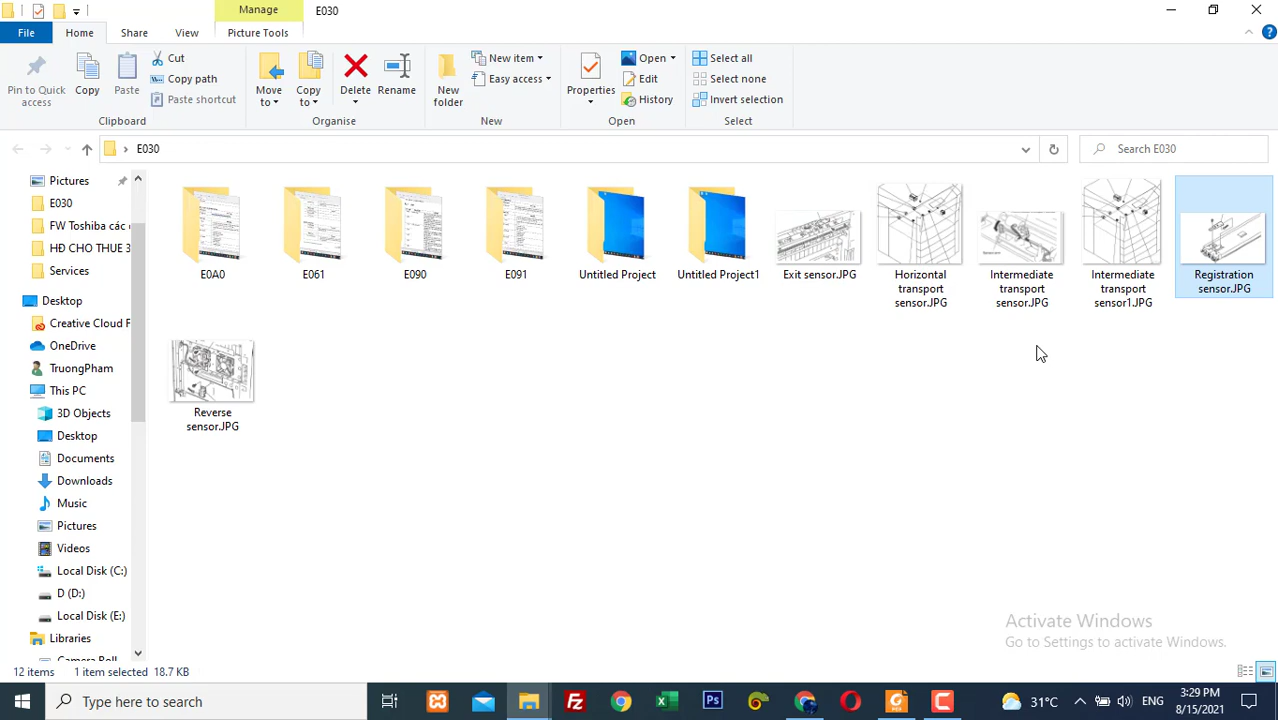 Manage
E030
File
Home
Share
View
Picture Tools
Pin to Quick access
Copy
Paste
Cut
Copy path
Paste shortcut
Clipboard
Move to
Copy to
Delete
Rename
Organise
New folder
New item
Easy access
New
Properties
Open
Edit
History
Open
Select all
Select none
Invert selection
Select
E030
Search E030
Pictures
E030
FW Toshiba các
HĐ CHO THUE 3
Services
Desktop
Creative Cloud F
OneDrive
TruongPham
This PC
3D Objects
Desktop
Documents
Downloads
Music
Pictures
Videos
Local Disk (C:)
D (D:)
Local Disk (E:)
Libraries
Camera Roll
E0A0
E061
E090
E091
Untitled Project
Untitled Project1
Exit sensor.JPG
Horizontal
transport
sensor.JPG
Intermediate
transport
sensor.JPG
Intermediate
transport
sensor1.JPG
Registration
sensor.JPG
Reverse
sensor.JPG
Activate Windows
Go to Settings to activate Windows.
12 items
1 item selected 18.7 KB
Type here to search
Fz
Ps
31°C
ENG
3:29 PM
8/15/2021